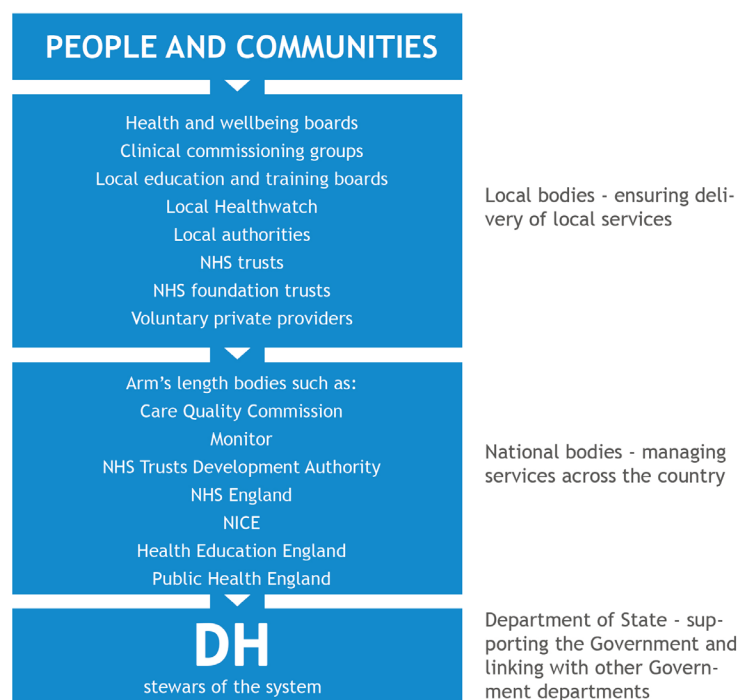 PEOPLE AND COMMUNITIES
Health and wellbeing boards
Clinical commissioning groups
Local education and training boards
Local Healthwatch
Local authorities
NHS trusts
NHS foundation trusts
Voluntary private providers
Local bodies - ensuring deli-
very of local services
Arm's length bodies such as:
Care Quality Commission
Monitor
NHS Trusts Development Authority
NHS England
NICE
Health Education England
Public Health England
National bodies - managing
services across the country
DH
stewars of the system
Department of State - sup-
porting the Government and
linking with other Govern-
ment departments